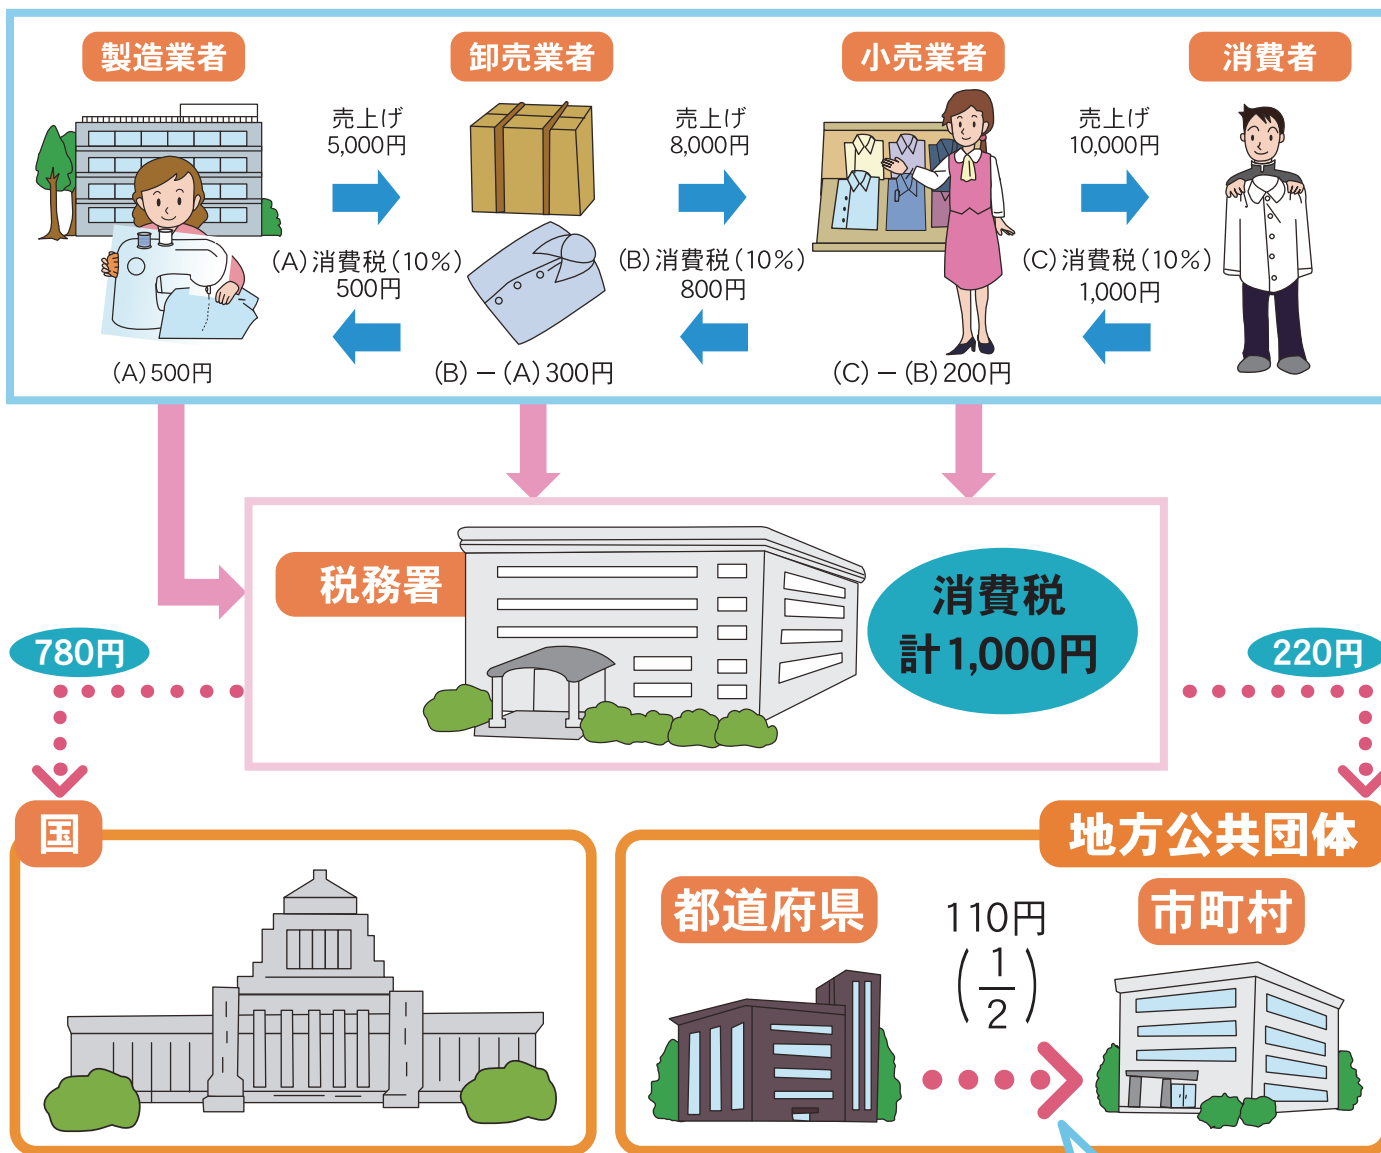 製造業者
卸売業者
小売業者
消費者
売上げ
5,000円
売上げ
8,000円
売上げ
10,000円
(A)消費税(10%)
500円
(B)消費税(10%)
800円
(C)消費税(10%)
1,000円
(A)500円
(B)－(A)300円
(C)－(B)200円
税務署
消費税
計1,000円
780円
220円
国
地方公共団体
都道府県
110円
(1/2)
市町村